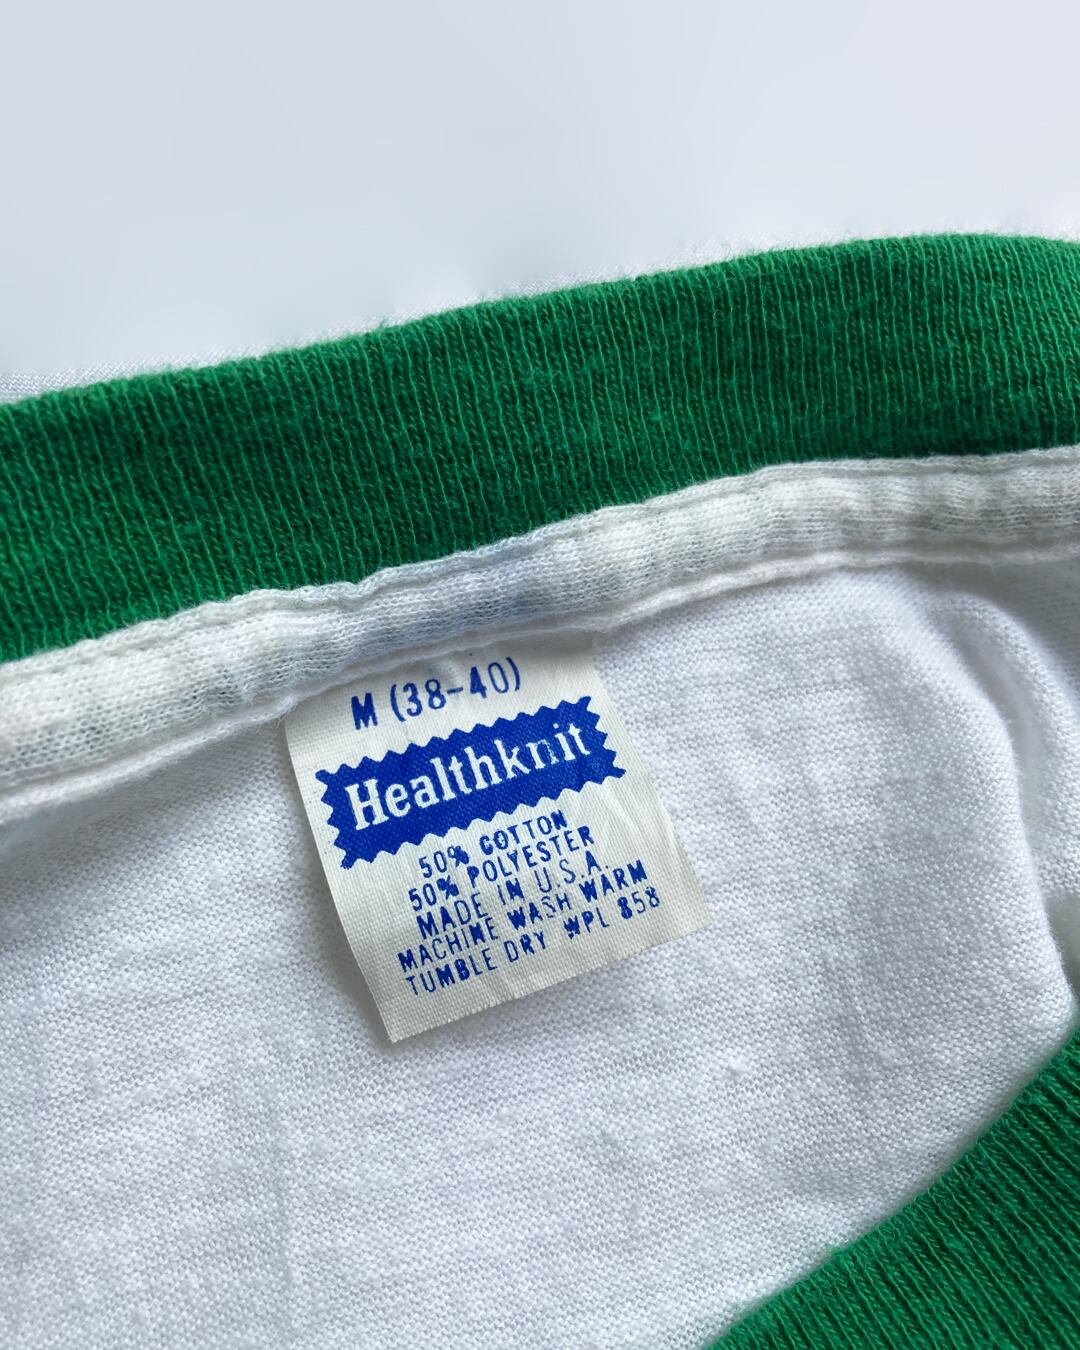 M (38-40)
Healthknit
50% COTTON
50% POLYESTER
MADE IN U.S.A.
MACHINE WASH WARM
TUMBLE DRY WPL 858